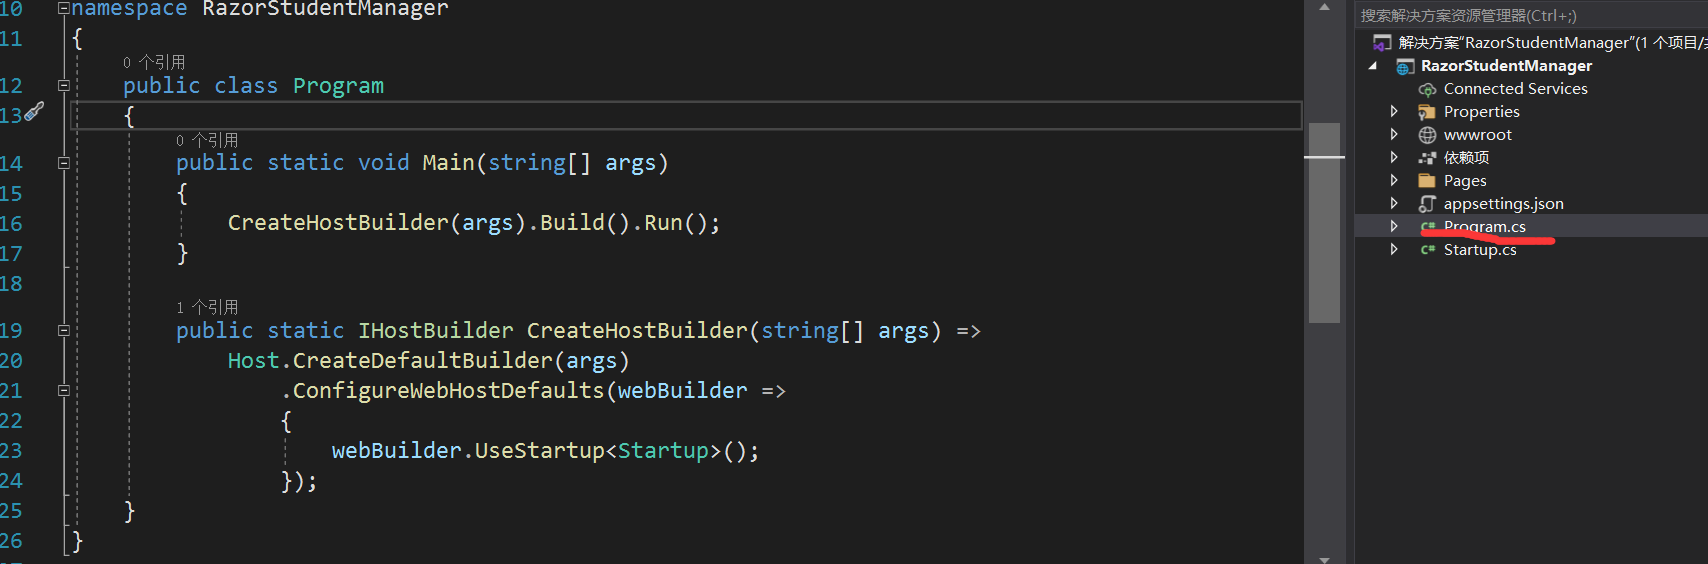 10 namespace RazorStudentManager
11 {
0 个引用
12 public class Program
13 {
0 个引用
14 public static void Main(string[] args)
15 {
16 CreateHostBuilder(args).Build().Run();
17 }
18
1 个引用
19 public static IHostBuilder CreateHostBuilder(string[] args) =>
20 Host.CreateDefaultBuilder(args)
21 .ConfigureWebHostDefaults(webBuilder =>
22 {
23 webBuilder.UseStartup<Startup>();
24 });
25 }
26 }
搜索解决方案资源管理器(Ctrl+;)
解决方案"RazorStudentManager"(1 个项目/
RazorStudentManager
Connected Services
Properties
wwwroot
依赖项
Pages
appsettings.json
C# Program.cs
C# Startup.cs